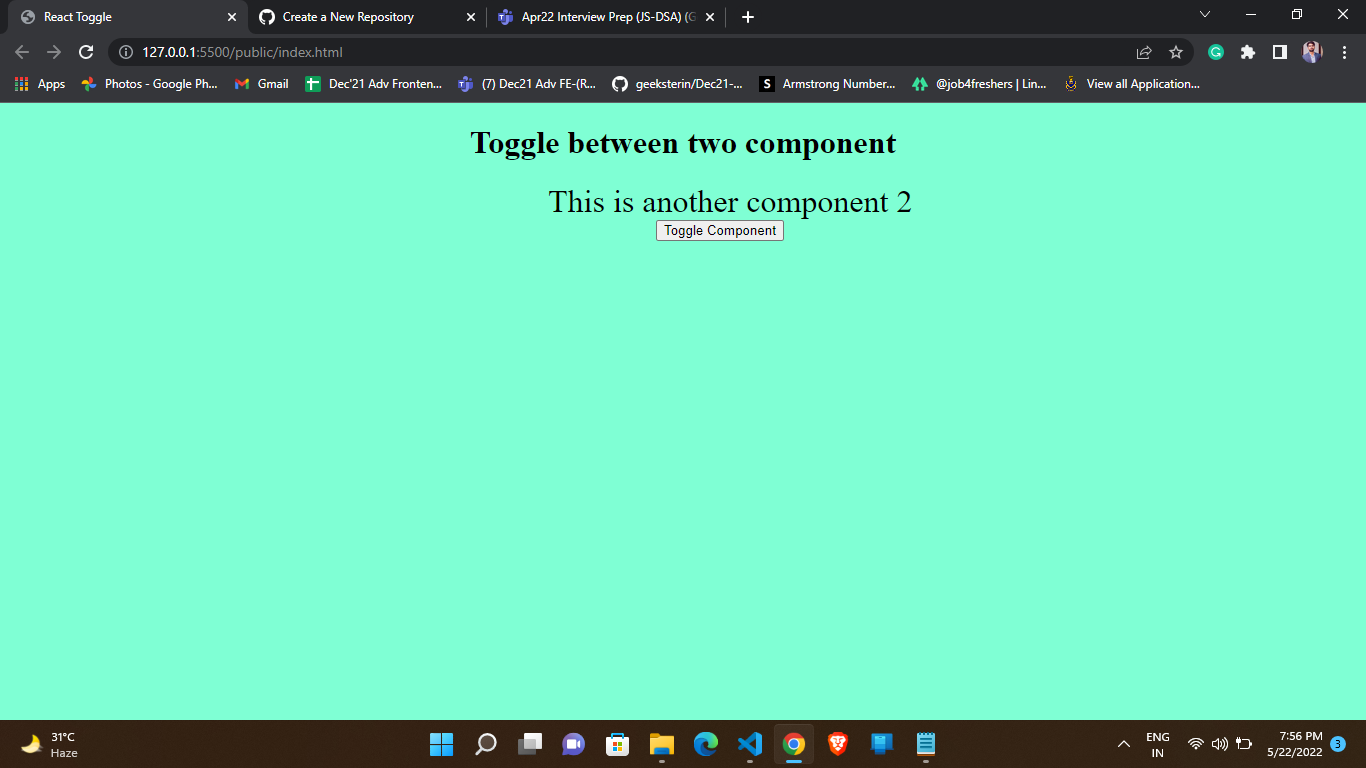 React Toggle
Create a New Repository
Apr22 Interview Prep (JS-DSA) (G
127.0.0.1:5500/public/index.html
Apps
Photos - Google Ph...
Gmail
Dec'21 Adv Fronten...
(7) Dec21 Adv FE-(R...
geeksterin/Dec21-...
S
Armstrong Number...
@job4freshers | Lin...
View all Application...
Toggle between two component
This is another component 2
Toggle Component
31°C
Haze
ENG
IN
7:56 PM
5/22/2022
3